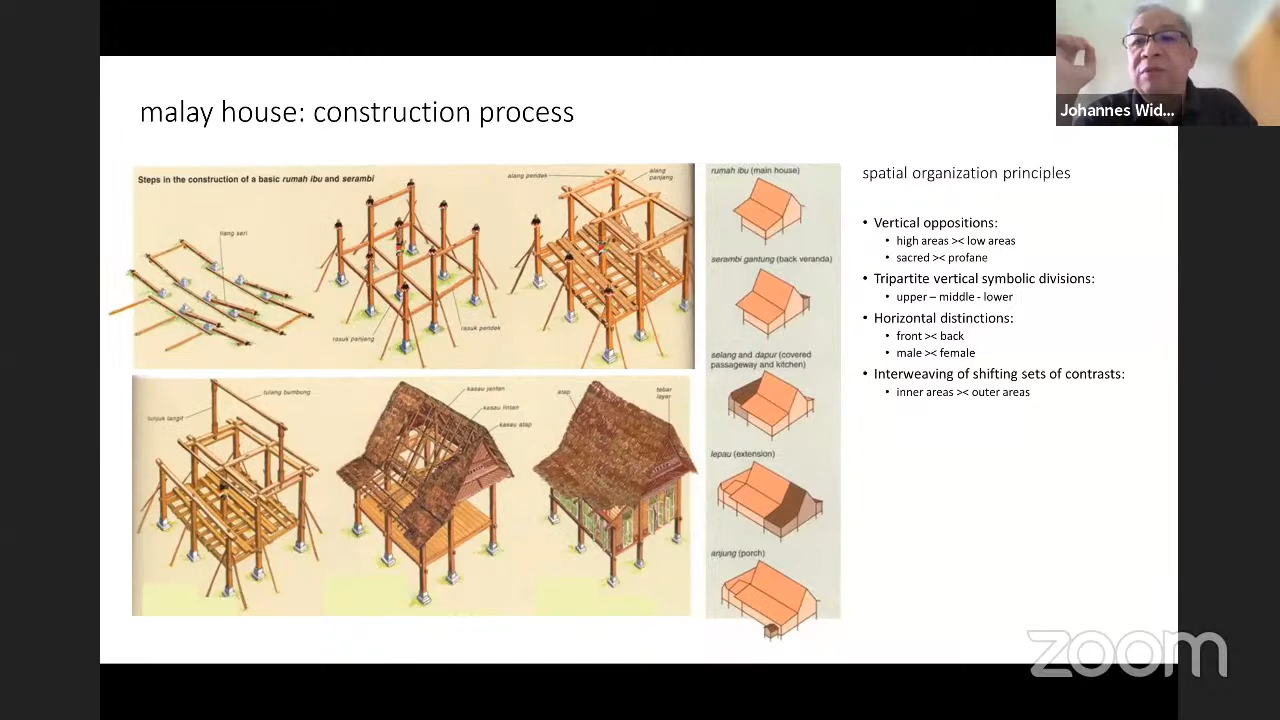 malay house: construction process
Johannes Wid...
Steps in the construction of a basic rumah ibu and serambi
tiang seri
rasuk panjang
rasuk pendek
alang pendek
alang
panjang
tunjuk langit
tulang bumbung
kasau jantan
kasau lintan
kasau atap
atap
tebar
layer
rumah ibu (main house)
serambi gantung (back veranda)
selang and dapur (covered
passageway and kitchen)
lepau (extension)
anjung (porch)
spatial organization principles
• Vertical oppositions:
• high areas >< low areas
• sacred >< profane
• Tripartite vertical symbolic divisions:
• upper – middle - lower
• Horizontal distinctions:
• front >< back
• male >< female
• Interweaving of shifting sets of contrasts:
• inner areas >< outer areas
zoom